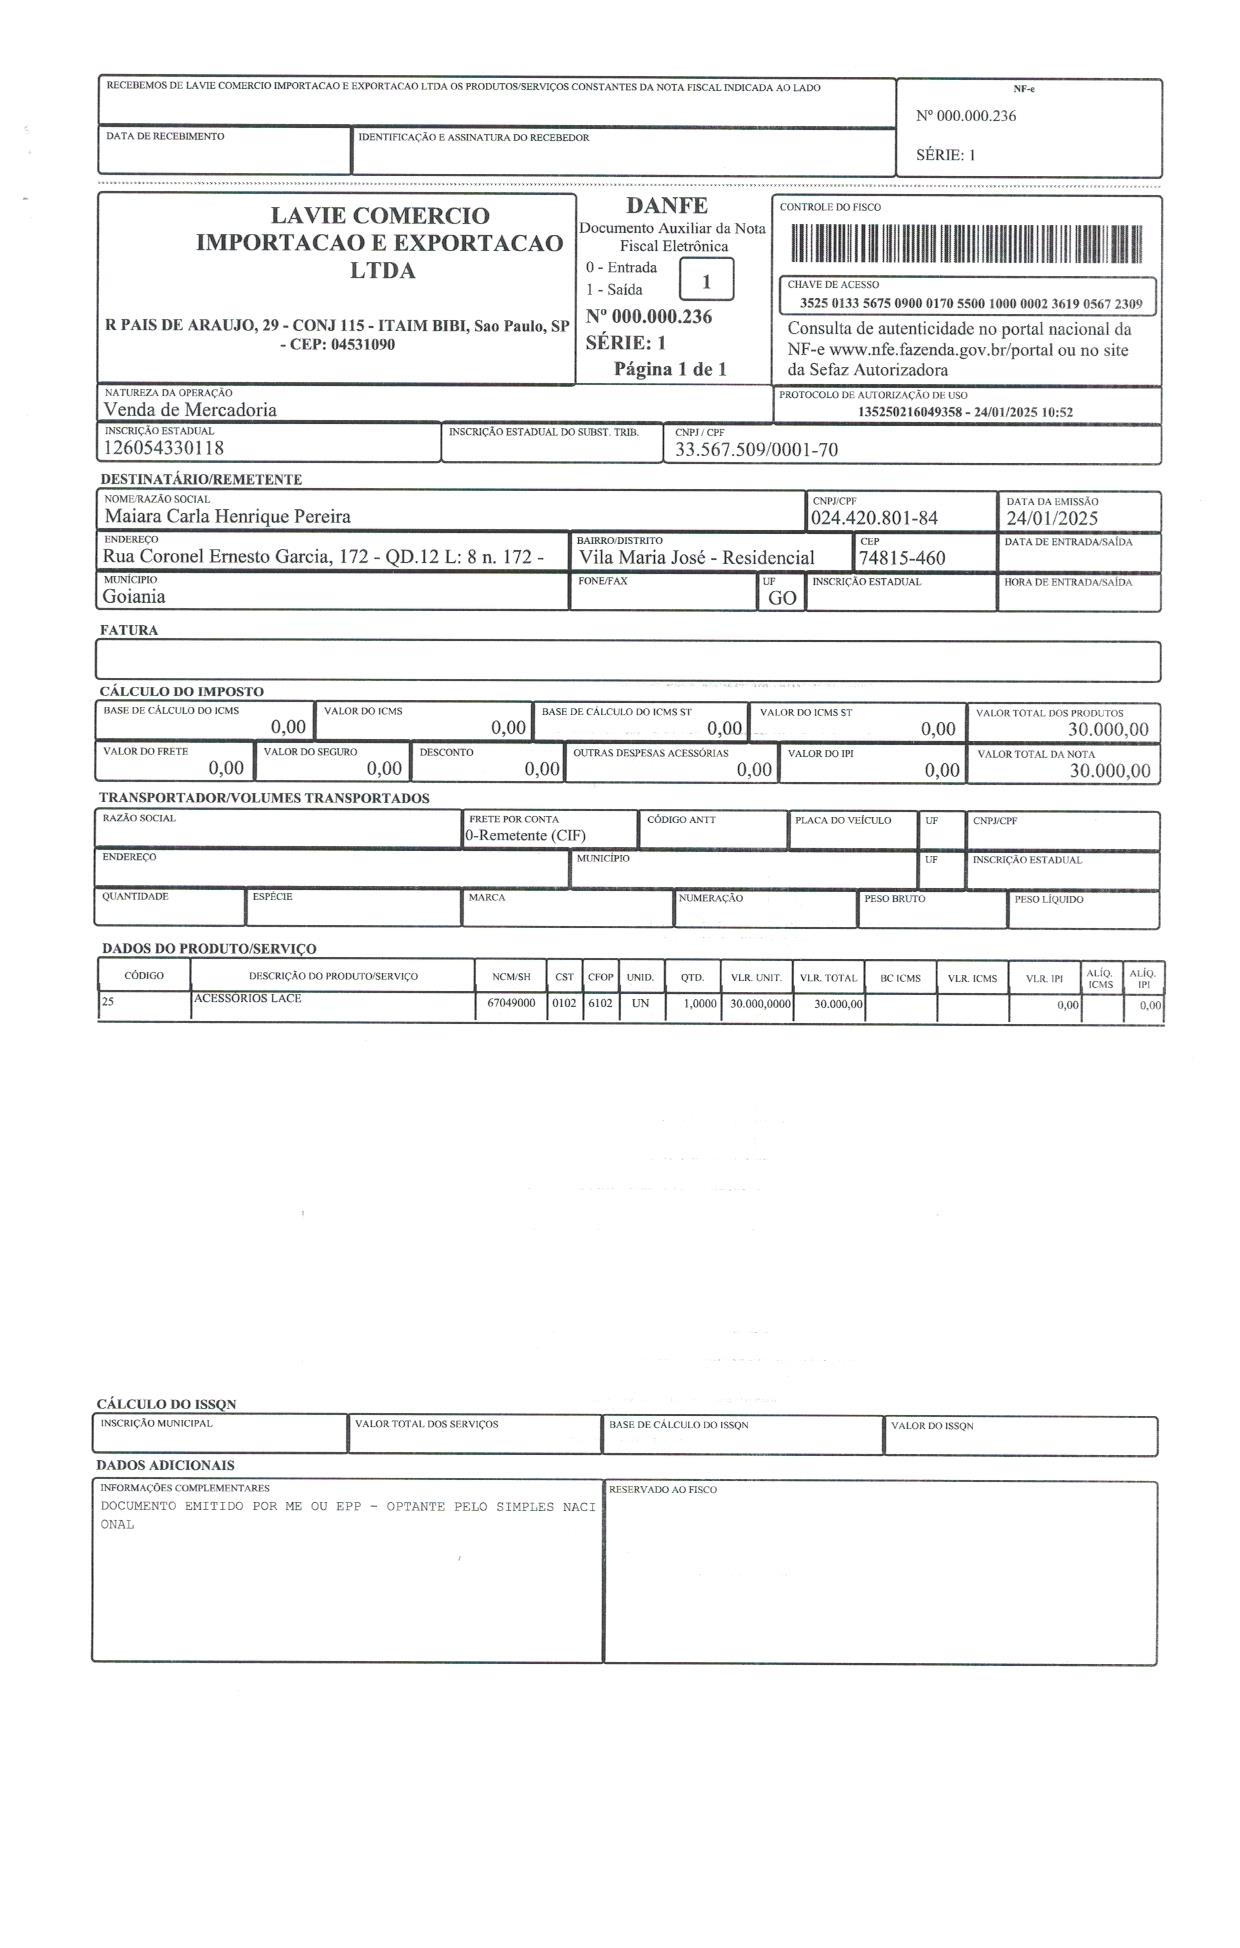 RECEBEMOS DE LAVIE COMERCIO IMPORTACAO E EXPORTACAO LTDA OS PRODUTOS/SERVIÇOS CONSTANTES DA NOTA FISCAL INDICADA AO LADO
NF-e
Nº 000.000.236
SÉRIE: 1
DATA DE RECEBIMENTO
IDENTIFICAÇÃO E ASSINATURA DO RECEBEDOR
LAVIE COMERCIO
IMPORTACAO E EXPORTACAO
LTDA
R PAIS DE ARAUJO, 29 - CONJ 115 - ITAIM BIBI, Sao Paulo, SP
- CEP: 04531090
DANFE
Documento Auxiliar da Nota
Fiscal Eletrônica
0 - Entrada
1 - Saída
1
Nº 000.000.236
SÉRIE: 1
Página 1 de 1
CONTROLE DO FISCO
CHAVE DE ACESSO
3525 0133 5675 0900 0170 5500 1000 0002 3619 0567 2309
Consulta de autenticidade no portal nacional da
NF-e www.nfe.fazenda.gov.br/portal ou no site
da Sefaz Autorizadora
NATUREZA DA OPERAÇÃO
Venda de Mercadoria
PROTOCOLO DE AUTORIZAÇÃO DE USO
135250216049358 - 24/01/2025 10:52
INSCRIÇÃO ESTADUAL
126054330118
INSCRIÇÃO ESTADUAL DO SUBST. TRIB.
CNPJ / CPF
33.567.509/0001-70
DESTINATÁRIO/REMETENTE
NOME/RAZÃO SOCIAL
Maiara Carla Henrique Pereira
CNPJ/CPF
024.420.801-84
DATA DA EMISSÃO
24/01/2025
ENDEREÇO
Rua Coronel Ernesto Garcia, 172 - QD.12 L: 8 n. 172 -
BAIRRO/DISTRITO
Vila Maria José - Residencial
CEP
74815-460
DATA DE ENTRADA/SAÍDA
MUNÍCIPIO
Goiania
FONE/FAX
UF
GO
INSCRIÇÃO ESTADUAL
HORA DE ENTRADA/SAÍDA
FATURA
CÁLCULO DO IMPOSTO
BASE DE CÁLCULO DO ICMS
0,00
VALOR DO ICMS
0,00
BASE DE CÁLCULO DO ICMS ST
0,00
VALOR DO ICMS ST
0,00
VALOR TOTAL DOS PRODUTOS
30.000,00
VALOR DO FRETE
0,00
VALOR DO SEGURO
0,00
DESCONTO
0,00
OUTRAS DESPESAS ACESSÓRIAS
0,00
VALOR DO IPI
0,00
VALOR TOTAL DA NOTA
30.000,00
TRANSPORTADOR/VOLUMES TRANSPORTADOS
RAZÃO SOCIAL
FRETE POR CONTA
0-Remetente (CIF)
CÓDIGO ANTT
PLACA DO VEÍCULO
UF
CNPJ/CPF
ENDEREÇO
MUNICÍPIO
UF
INSCRIÇÃO ESTADUAL
QUANTIDADE
ESPÉCIE
MARCA
NUMERAÇÃO
PESO BRUTO
PESO LÍQUIDO
DADOS DO PRODUTO/SERVIÇO
CÓDIGO DESCRIÇÃO DO PRODUTO/SERVIÇO NCM/SH CST CFOP UNID. QTD. VLR. UNIT. VLR. TOTAL BC ICMS VLR. ICMS VLR. IPI ALÍQ. ICMS ALÍQ. IPI
25 ACESSÓRIOS LACE 67049000 0102 6102 UN 1,0000 30.000,0000 30.000,00 0,00 0,00
CÁLCULO DO ISSQN
INSCRIÇÃO MUNICIPAL
VALOR TOTAL DOS SERVIÇOS
BASE DE CÁLCULO DO ISSQN
VALOR DO ISSQN
DADOS ADICIONAIS
INFORMAÇÕES COMPLEMENTARES
DOCUMENTO EMITIDO POR ME OU EPP - OPTANTE PELO SIMPLES NACI
ONAL
RESERVADO AO FISCO